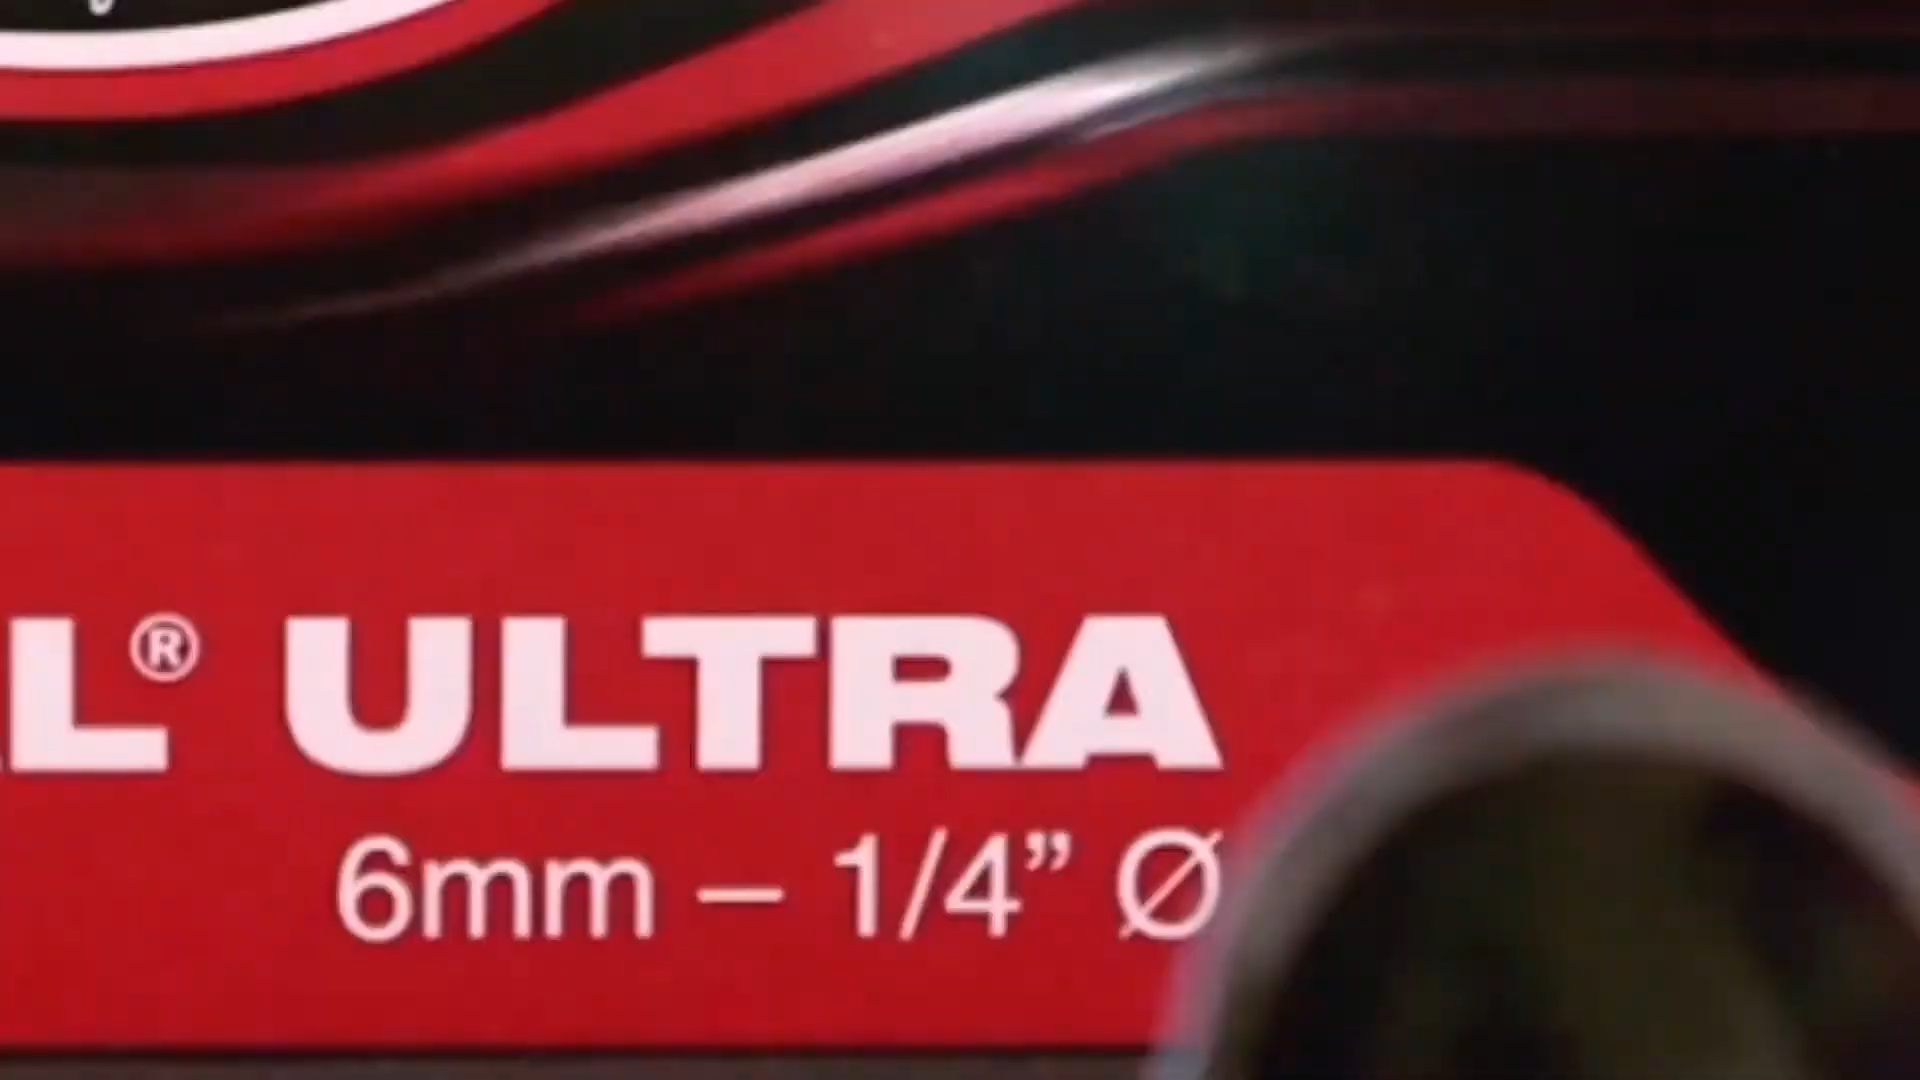 L® ULTRA
6mm – 1/4” Ø